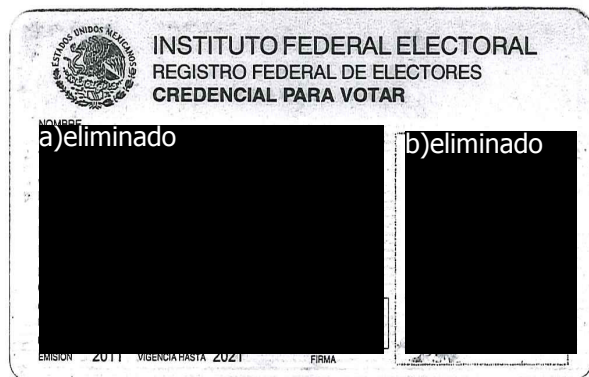 ESTADOS UNIDOS MEXICANOS
INSTITUTO FEDERAL ELECTORAL
REGISTRO FEDERAL DE ELECTORES
CREDENCIAL PARA VOTAR
NOMBRE
a)eliminado
b)eliminado
EMISIÓN 2011 VIGENCIA HASTA 2021 FIRMA